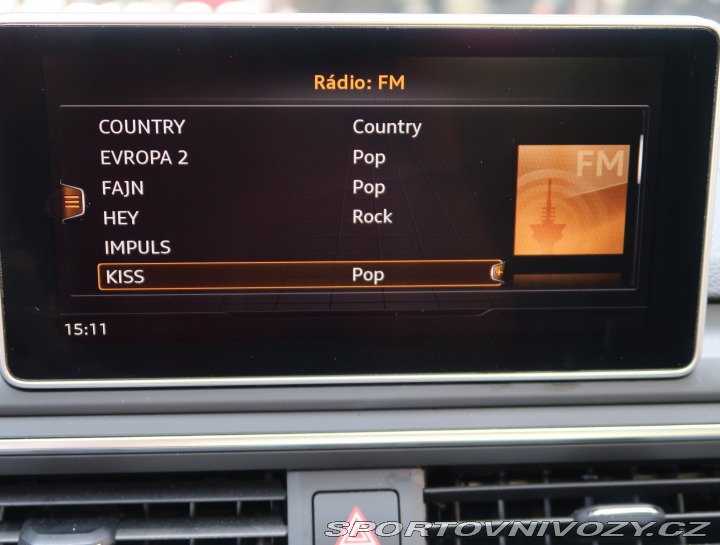 Rádio: FM
COUNTRY Country
EVROPA 2 Pop
FAJN Pop
HEY Rock
IMPULS
KISS Pop
FM
15:11
SPORTOVNIVOZY.CZ